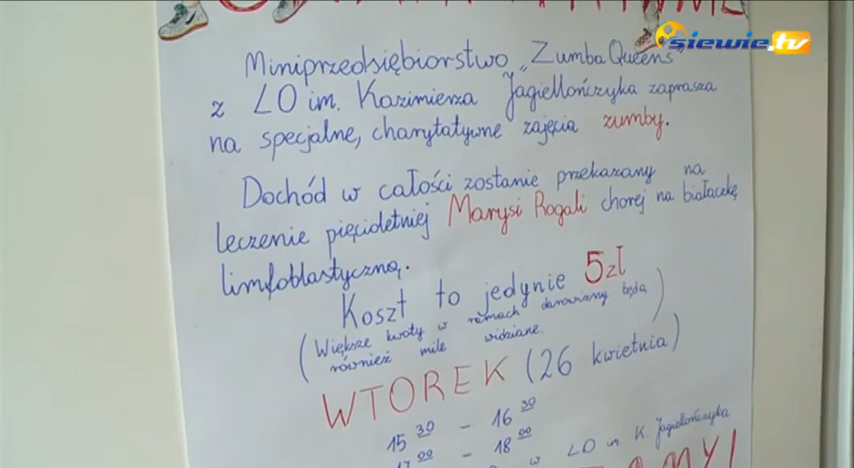 siewie.tv
Miniprzedsiębiorstwo „Zumba Queens"
z LO im. Kazimierza Jagiellończyka zaprasza
na specjalne, charytatywne zajęcia zumby.
Dochód w całości zostanie przekazany na
leczenie pięcioletniej Marysi Rogali chorej na białaczkę
limfoblastyczną.
Koszt to jedynie 5zł
(Większe kwoty w ramach darowizny będą
również mile widziane.)
WTOREK (26 kwietnia)
15 30 - 16 30
17 00 - 18 00
w LO im K. Jagiellończyka